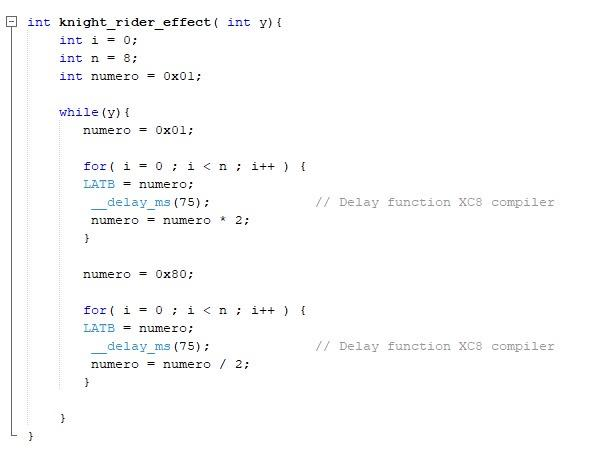 int knight_rider_effect( int y){
int i = 0;
int n = 8;
int numero = 0x01;
while(y){
numero = 0x01;
for( i = 0 ; i < n ; i++ ) {
LATB = numero;
__delay_ms(75); // Delay function XC8 compiler
numero = numero * 2;
}
numero = 0x80;
for( i = 0 ; i < n ; i++ ) {
LATB = numero;
__delay_ms(75); // Delay function XC8 compiler
numero = numero / 2;
}
}
}